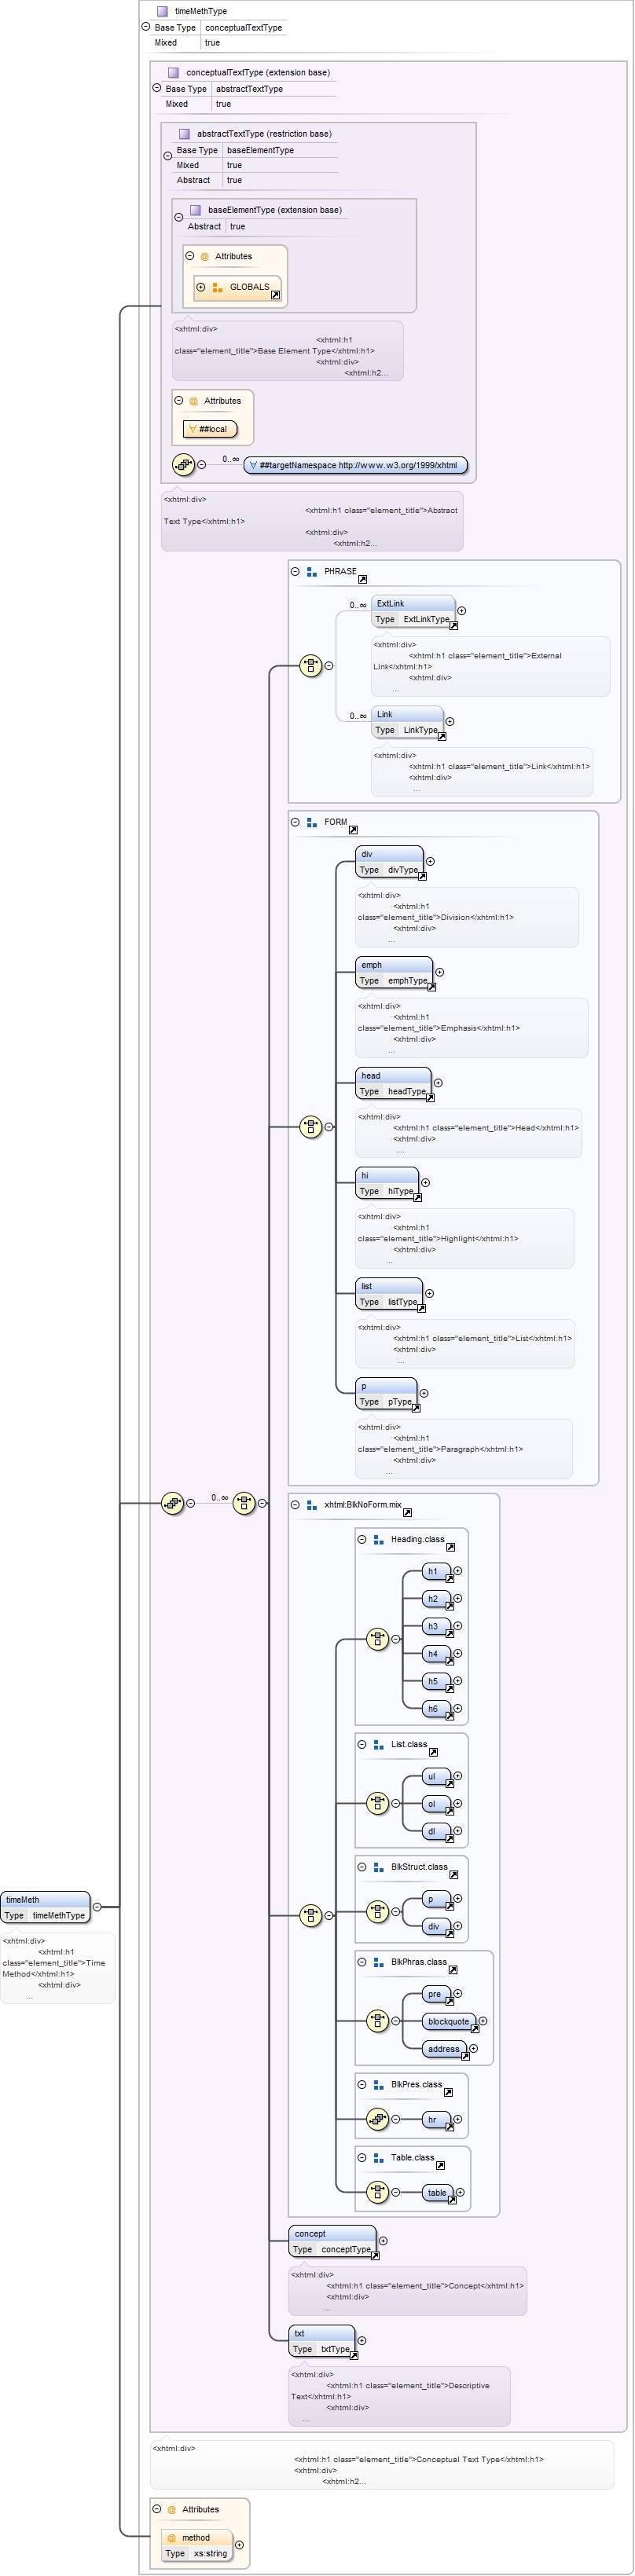 timeMethType
Base Type conceptualTextType
Mixed true
conceptualTextType (extension base)
Base Type abstractTextType
Mixed true
abstractTextType (restriction base)
Base Type baseElementType
Mixed true
Abstract true
baseElementType (extension base)
Abstract true
@ Attributes
GLOBALS
<xhtml:div>
<xhtml:h1
class="element_title">Base Element Type</xhtml:h1>
<xhtml:div>
<xhtml:h2...
@ Attributes
##local
0..∞ ##targetNamespace http://www.w3.org/1999/xhtml
<xhtml:div>
<xhtml:h1 class="element_title">Abstract
Text Type</xhtml:h1>
<xhtml:div>
<xhtml:h2...
PHRASE
0..∞ ExtLink
Type ExtLinkType
<xhtml:div>
<xhtml:h1 class="element_title">External
Link</xhtml:h1>
<xhtml:div>
...
0..∞ Link
Type LinkType
<xhtml:div>
<xhtml:h1 class="element_title">Link</xhtml:h1>
<xhtml:div>
...
FORM
div
Type divType
<xhtml:div>
<xhtml:h1
class="element_title">Division</xhtml:h1>
<xhtml:div>
...
emph
Type emphType
<xhtml:div>
<xhtml:h1
class="element_title">Emphasis</xhtml:h1>
<xhtml:div>
...
head
Type headType
<xhtml:div>
<xhtml:h1 class="element_title">Head</xhtml:h1>
<xhtml:div>
...
hi
Type hiType
<xhtml:div>
<xhtml:h1
class="element_title">Highlight</xhtml:h1>
<xhtml:div>
...
list
Type listType
<xhtml:div>
<xhtml:h1 class="element_title">List</xhtml:h1>
<xhtml:div>
...
p
Type pType
<xhtml:div>
<xhtml:h1
class="element_title">Paragraph</xhtml:h1>
<xhtml:div>
...
0..∞
xhtml:BlkNoForm.mix
Heading.class
h1
h2
h3
h4
h5
h6
List.class
ul
ol
dl
BlkStruct.class
p
div
timeMeth
Type timeMethType
<xhtml:div>
<xhtml:h1
class="element_title">Time
Method</xhtml:h1>
<xhtml:div>
...
BlkPhras.class
pre
blockquote
address
BlkPres.class
hr
Table.class
table
concept
Type conceptType
<xhtml:div>
<xhtml:h1 class="element_title">Concept</xhtml:h1>
<xhtml:div>
...
txt
Type txtType
<xhtml:div>
<xhtml:h1 class="element_title">Descriptive
Text</xhtml:h1>
<xhtml:div>
...
<xhtml:div>
<xhtml:h1 class="element_title">Conceptual Text Type</xhtml:h1>
<xhtml:div>
<xhtml:h2...
@ Attributes
@ method
Type xs:string